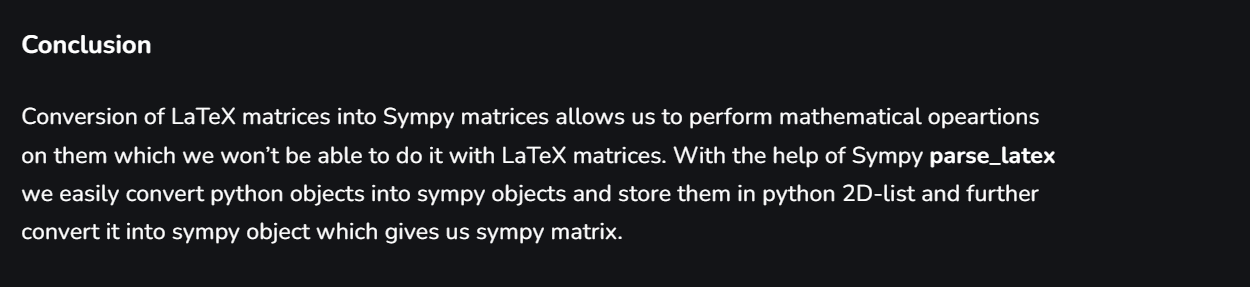 Conclusion
Conversion of LaTeX matrices into Sympy matrices allows us to perform mathematical opeartions
on them which we won’t be able to do it with LaTeX matrices. With the help of Sympy parse_latex
we easily convert python objects into sympy objects and store them in python 2D-list and further
convert it into sympy object which gives us sympy matrix.